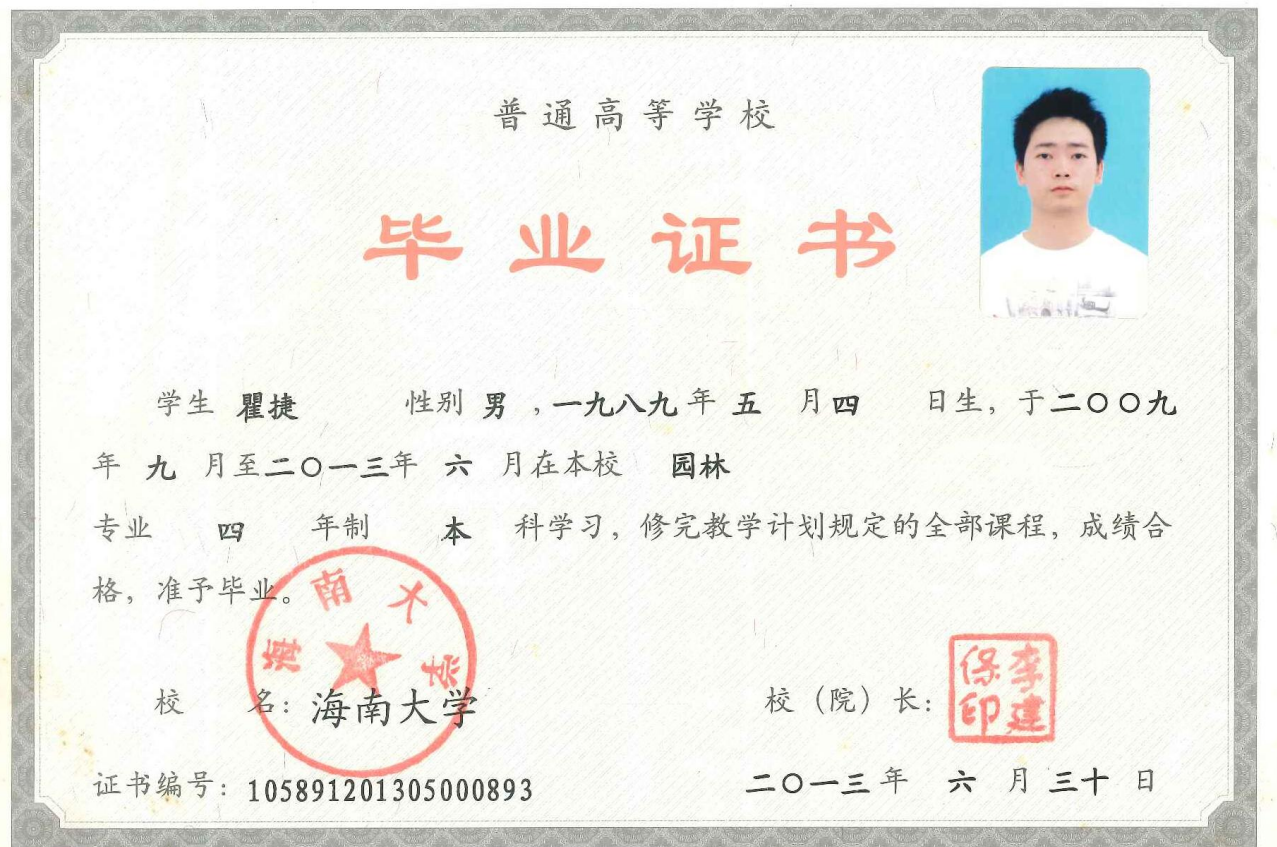 普通高等学校
毕业证书
学生 瞿捷 性别 男 ，一九八九年 五 月四 日生，于二〇〇九
年 九 月至二〇一三年 六 月在本校 园林
专业 四 年制 本 科学习，修完教学计划规定的全部课程，成绩合
格，准予毕业。
海南大学
校 名：海南大学
校（院）长：
李建保印
证书编号：105891201305000893
二〇一三年 六 月 三十 日